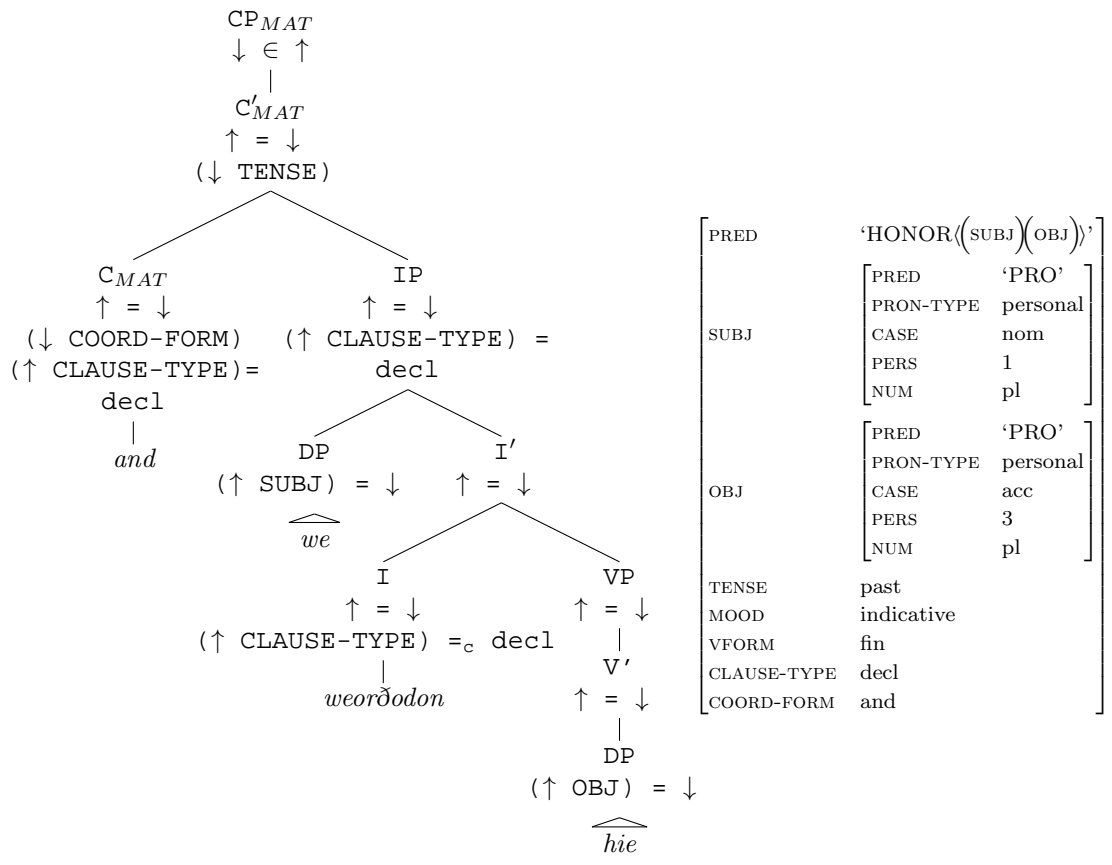 CP_MAT
↓ ∈ ↑
C′_MAT
↑ = ↓
(↓ TENSE)
C_MAT
↑ = ↓
(↓ COORD-FORM)
(↑ CLAUSE-TYPE)=
decl
and
IP
↑ = ↓
(↑ CLAUSE-TYPE) =
decl
DP
(↑ SUBJ) = ↓
we
I′
↑ = ↓
I
↑ = ↓
(↑ CLAUSE-TYPE) =c decl
weorðodon
VP
↑ = ↓
V′
↑ = ↓
DP
(↑ OBJ) = ↓
hie
PRED ‘HONOR⟨(SUBJ)(OBJ)⟩’
SUBJ
PRED ‘PRO’
PRON-TYPE personal
CASE nom
PERS 1
NUM pl
OBJ
PRED ‘PRO’
PRON-TYPE personal
CASE acc
PERS 3
NUM pl
TENSE past
MOOD indicative
VFORM fin
CLAUSE-TYPE decl
COORD-FORM and